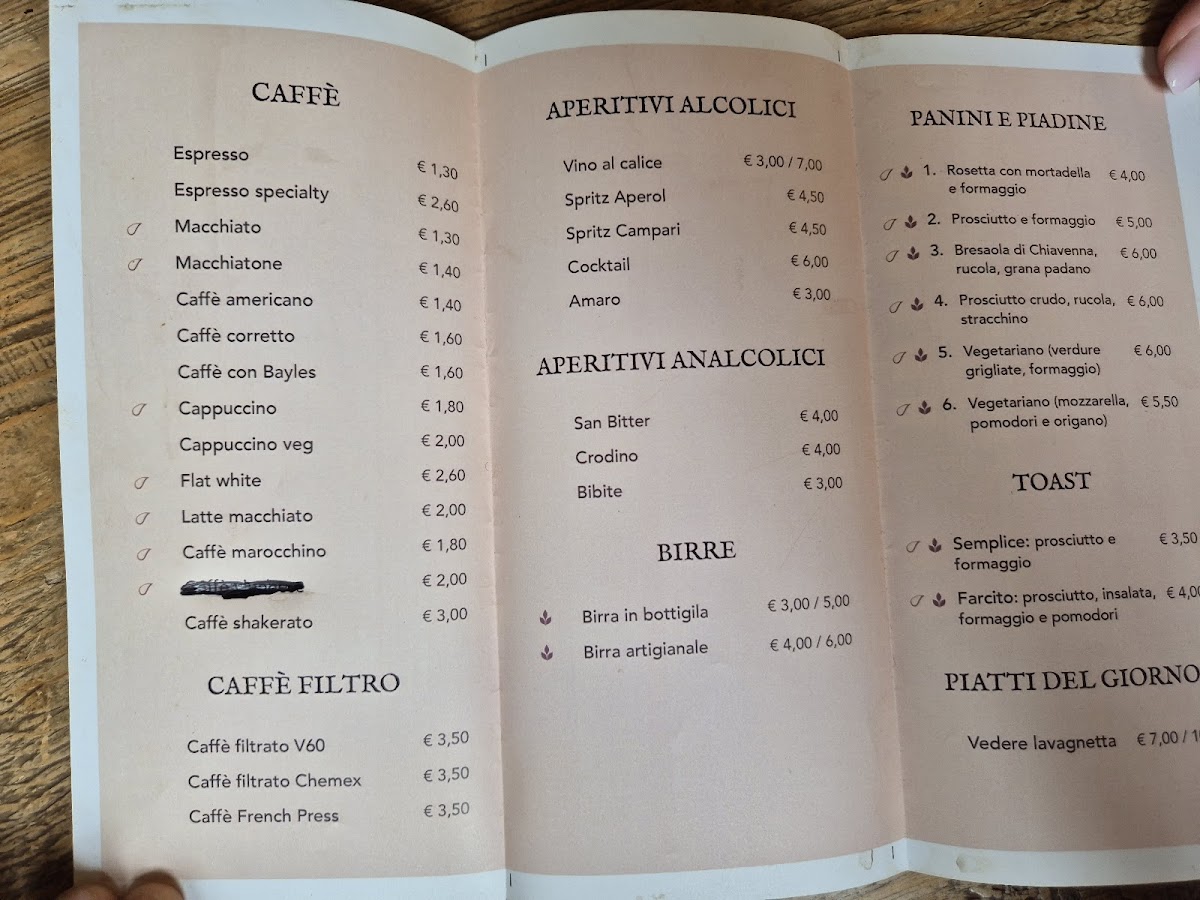 CAFFÈ
Espresso € 1,30
Espresso specialty € 2,60
Macchiato € 1,30
Macchiatone € 1,40
Caffè americano € 1,40
Caffè corretto € 1,60
Caffè con Bayles € 1,60
Cappuccino € 1,80
Cappuccino veg € 2,00
Flat white € 2,60
Latte macchiato € 2,00
Caffè marocchino € 1,80
€ 2,00
Caffè shakerato € 3,00
CAFFÈ FILTRO
Caffè filtrato V60 € 3,50
Caffè filtrato Chemex € 3,50
Caffè French Press € 3,50
APERITIVI ALCOLICI
Vino al calice € 3,00 / 7,00
Spritz Aperol € 4,50
Spritz Campari € 4,50
Cocktail € 6,00
Amaro € 3,00
APERITIVI ANALCOLICI
San Bitter € 4,00
Crodino € 4,00
Bibite € 3,00
BIRRE
Birra in bottigila € 3,00 / 5,00
Birra artigianale € 4,00 / 6,00
PANINI E PIADINE
1. Rosetta con mortadella € 4,00
e formaggio
2. Prosciutto e formaggio € 5,00
3. Bresaola di Chiavenna, € 6,00
rucola, grana padano
4. Prosciutto crudo, rucola, € 6,00
stracchino
5. Vegetariano (verdure € 6,00
grigliate, formaggio)
6. Vegetariano (mozzarella, € 5,50
pomodori e origano)
TOAST
Semplice: prosciutto e € 3,50
formaggio
Farcito: prosciutto, insalata, € 4,00
formaggio e pomodori
PIATTI DEL GIORNO
Vedere lavagnetta € 7,00 /